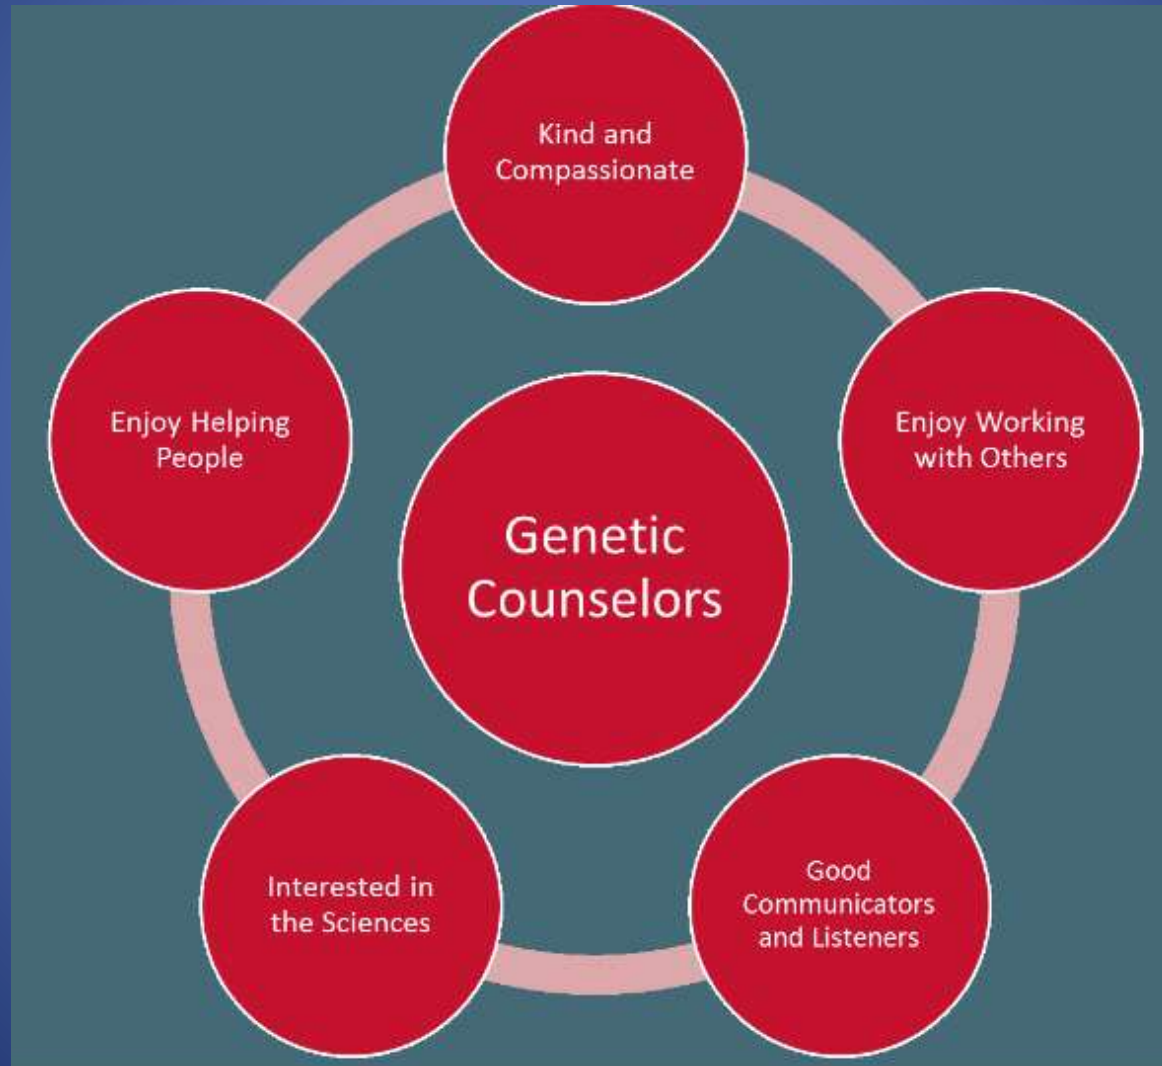 Kind and
Compassionate
Enjoy Helping
People
Enjoy Working
with Others
Genetic
Counselors
Interested in
the Sciences
Good
Communicators
and Listeners